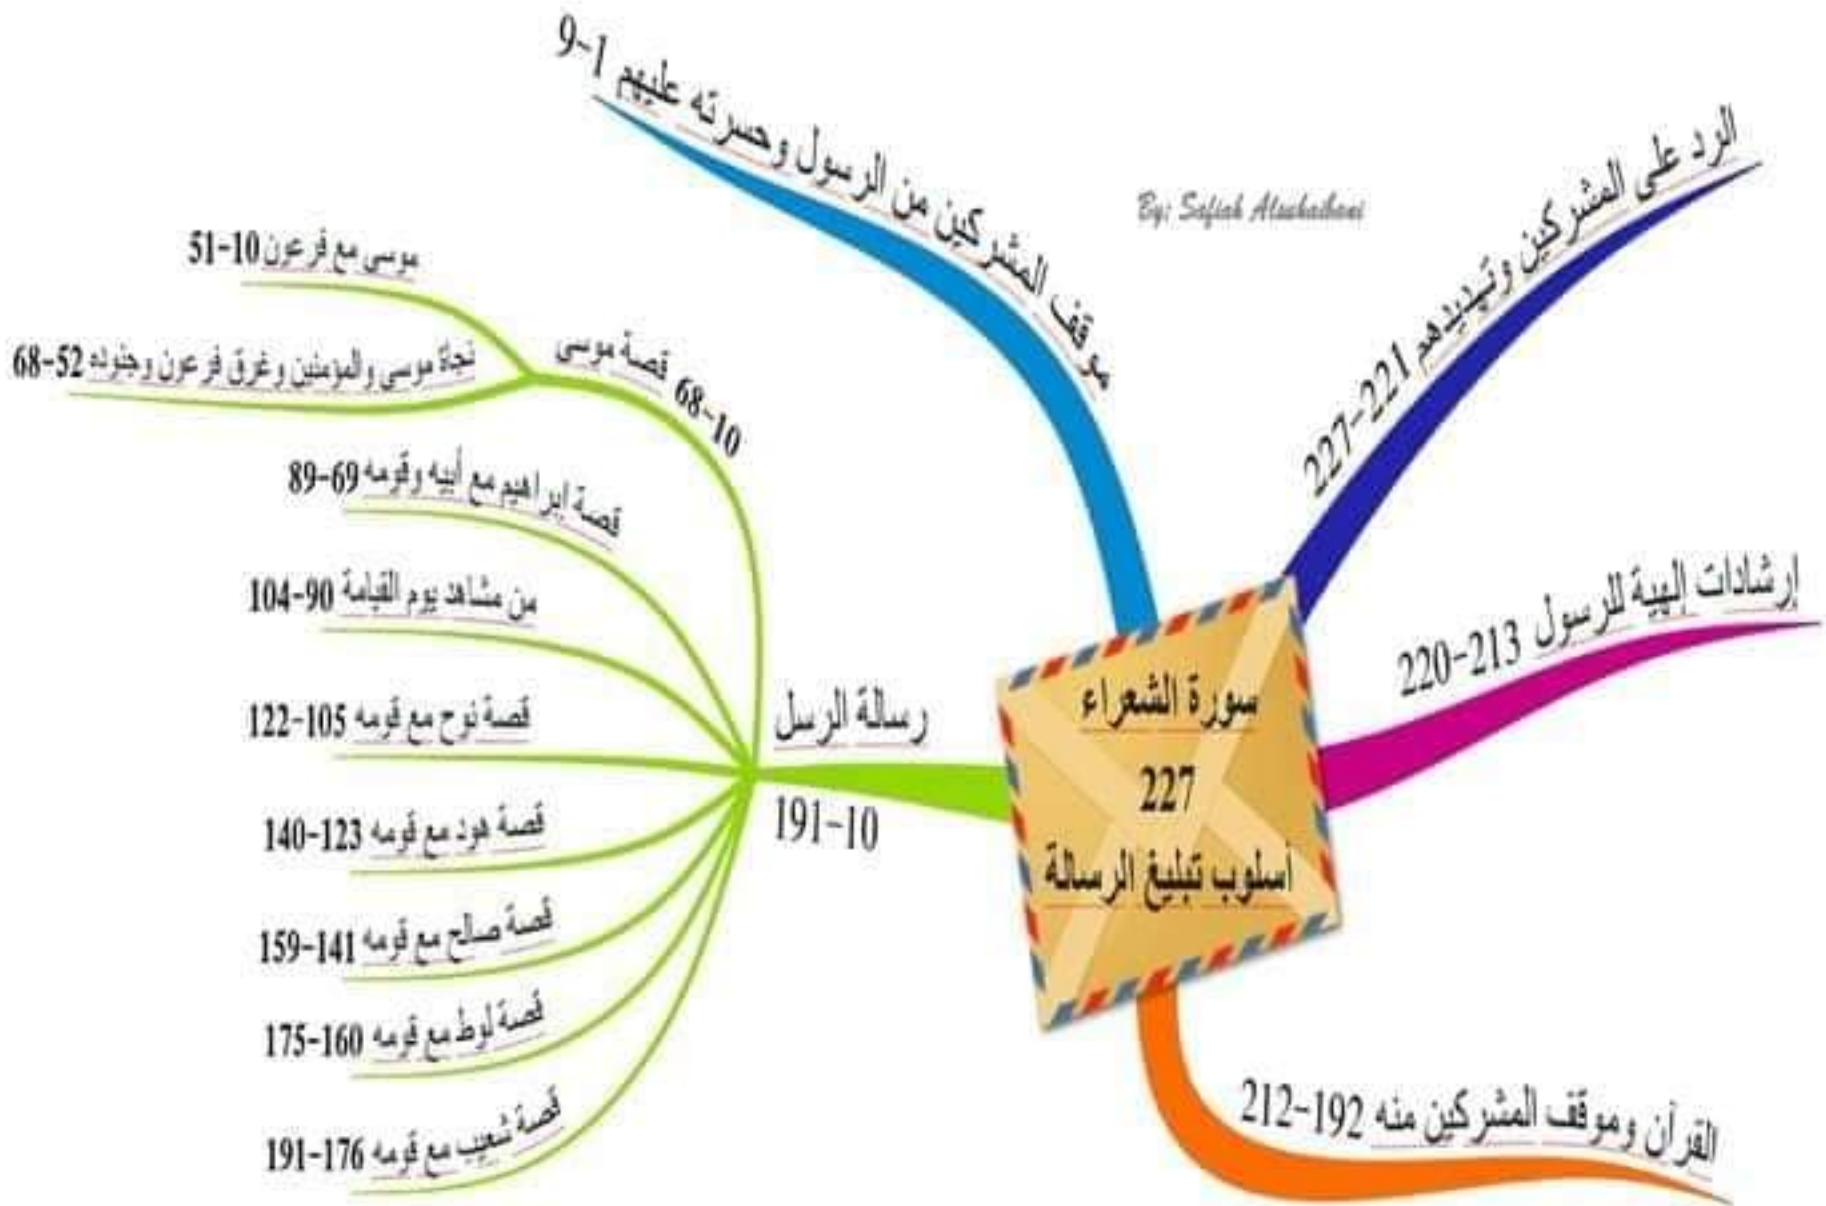 موقف المشركين من الرسول وحسرته عليهم 1-9
By: Safiah Alsuhaibani
الرد على المشركين وتهديدهم 221-227
إرشادات إلهية للرسول 213-220
سورة الشعراء
227
أسلوب تبليغ الرسالة
القرآن وموقف المشركين منه 192-212
رسالة الرسل
10-191
قصة موسى 10-68
موسى مع فرعون 10-51
نجاة موسى والمؤمنين وغرق فرعون وجنوده 52-68
قصة إبراهيم مع أبيه وقومه 69-89
من مشاهد يوم القيامة 90-104
قصة نوح مع قومه 105-122
قصة هود مع قومه 123-140
قصة صالح مع قومه 141-159
قصة لوط مع قومه 160-175
قصة شعيب مع قومه 176-191